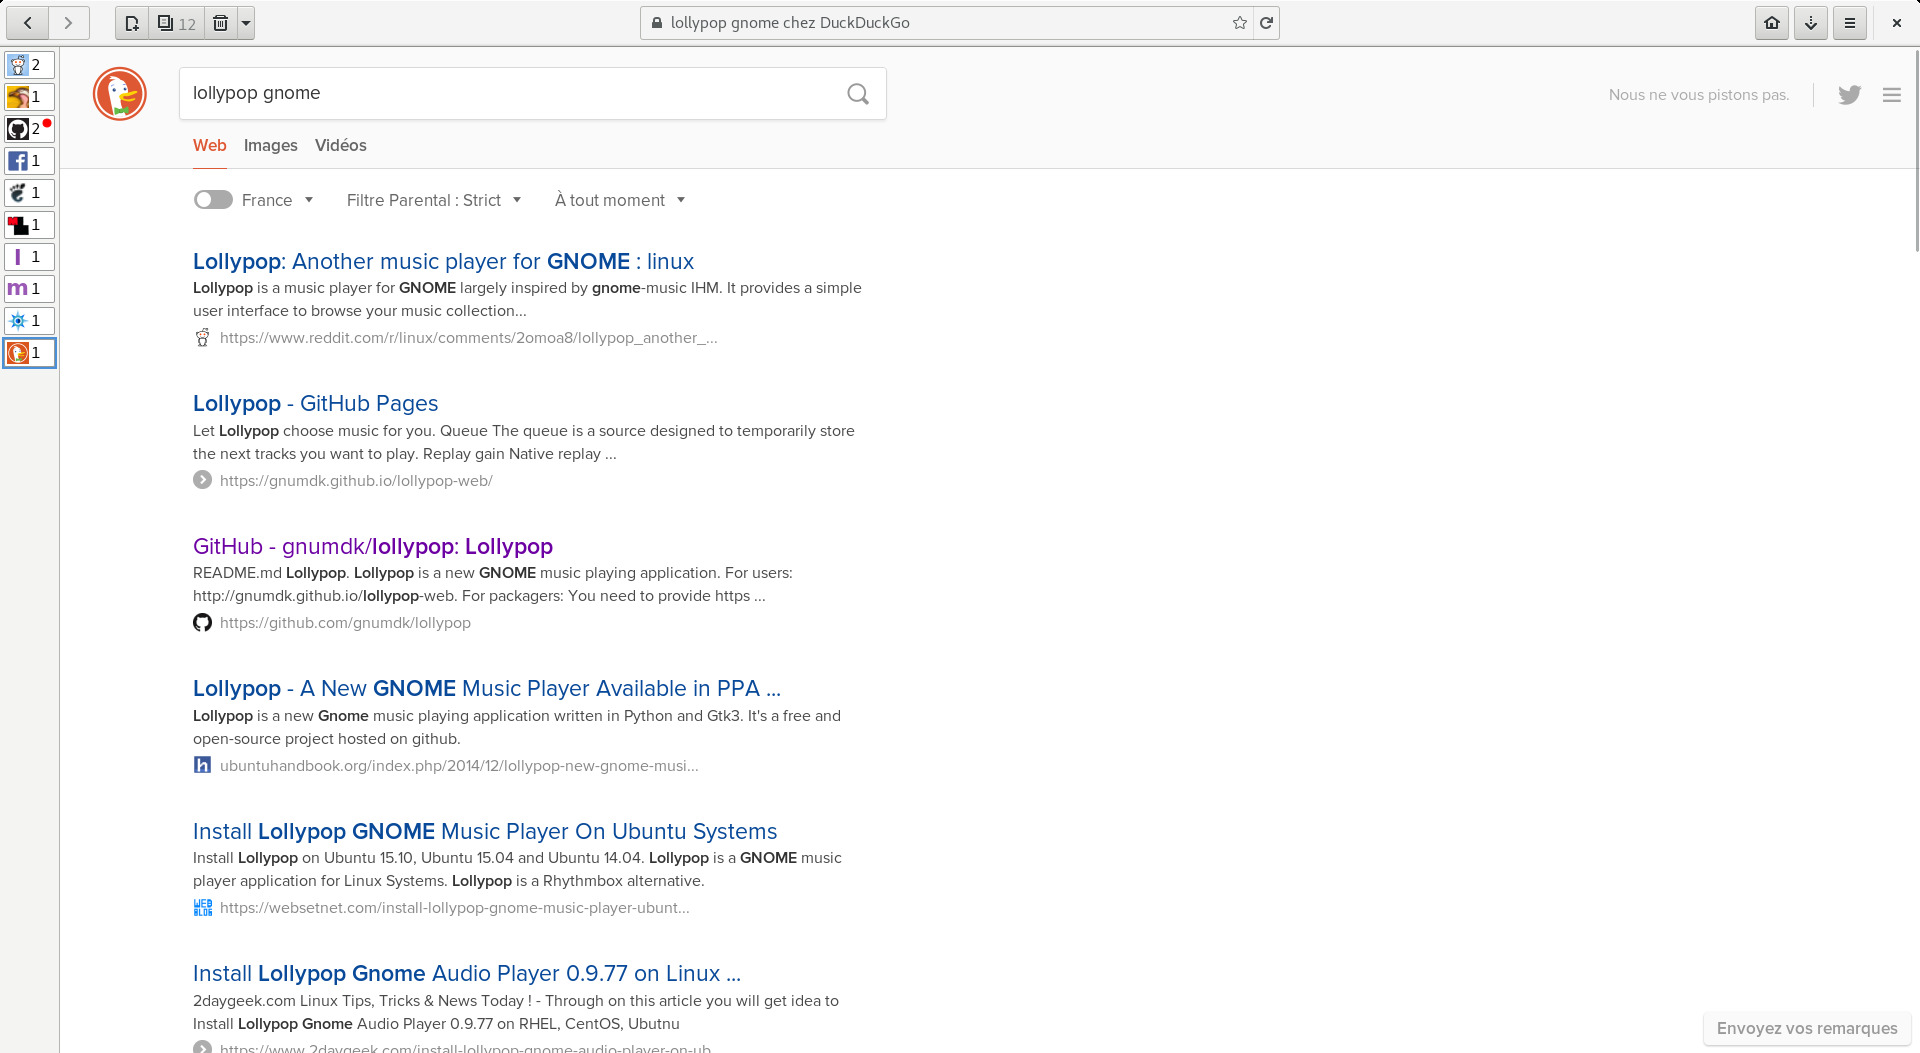 12
lollypop gnome chez DuckDuckGo
2
1
2
1
1
1
1
m 1
1
1
lollypop gnome
Nous ne vous pistons pas.
Web Images Vidéos
France Filtre Parental : Strict À tout moment
Lollypop: Another music player for GNOME : linux
Lollypop is a music player for GNOME largely inspired by gnome-music IHM. It provides a simple
user interface to browse your music collection...
https://www.reddit.com/r/linux/comments/2omoa8/lollypop_another_...
Lollypop - GitHub Pages
Let Lollypop choose music for you. Queue The queue is a source designed to temporarily store
the next tracks you want to play. Replay gain Native replay ...
https://gnumdk.github.io/lollypop-web/
GitHub - gnumdk/lollypop: Lollypop
README.md Lollypop. Lollypop is a new GNOME music playing application. For users:
http://gnumdk.github.io/lollypop-web. For packagers: You need to provide https ...
https://github.com/gnumdk/lollypop
Lollypop - A New GNOME Music Player Available in PPA ...
Lollypop is a new Gnome music playing application written in Python and Gtk3. It's a free and
open-source project hosted on github.
h ubuntuhandbook.org/index.php/2014/12/lollypop-new-gnome-musi...
Install Lollypop GNOME Music Player On Ubuntu Systems
Install Lollypop on Ubuntu 15.10, Ubuntu 15.04 and Ubuntu 14.04. Lollypop is a GNOME music
player application for Linux Systems. Lollypop is a Rhythmbox alternative.
https://websetnet.com/install-lollypop-gnome-music-player-ubunt...
Install Lollypop Gnome Audio Player 0.9.77 on Linux ...
2daygeek.com Linux Tips, Tricks & News Today ! - Through on this article you will get idea to
Install Lollypop Gnome Audio Player 0.9.77 on RHEL, CentOS, Ubutnu
https://www.2daygeek.com/install-lollypop-gnome-audio-player-on-ub...
Envoyez vos remarques